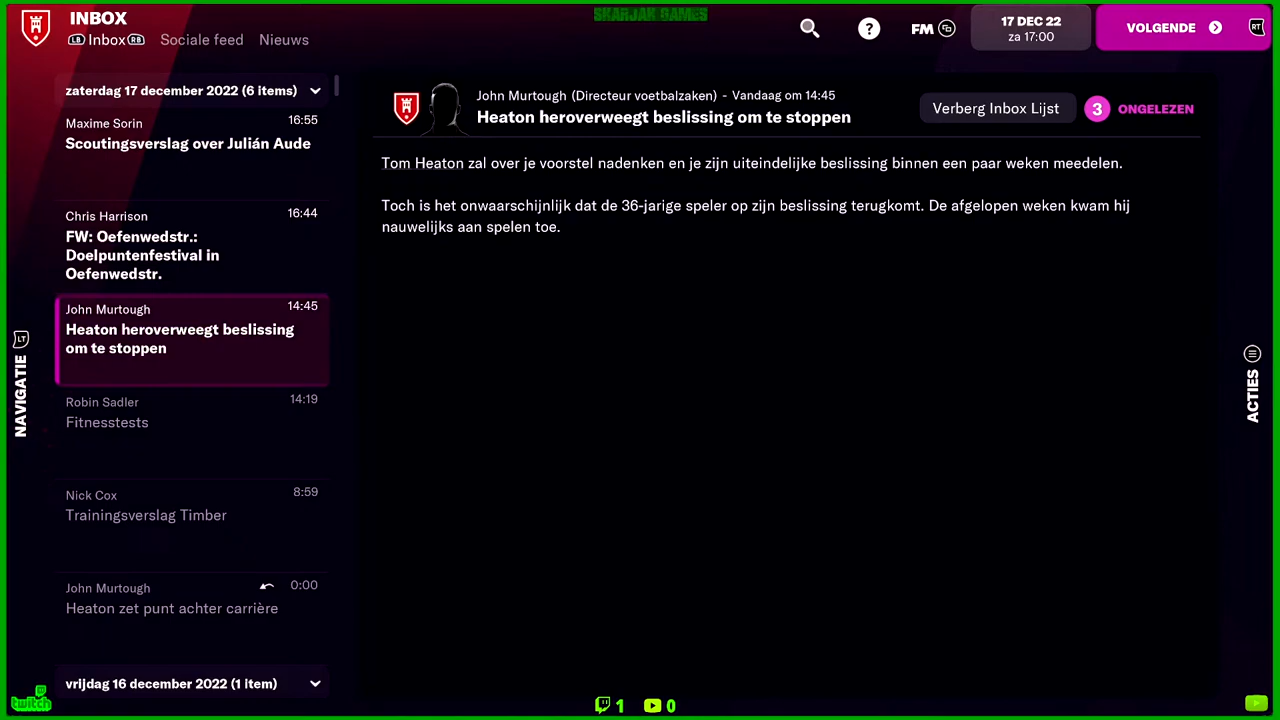 SHARJAH GAMES
INBOX
LB Inbox RB Sociale feed Nieuws
?
FM
17 DEC 22
za 17:00
VOLGENDE
RT
zaterdag 17 december 2022 (6 items)
Maxime Sorin 16:55
Scoutingsverslag over Julián Aude
Chris Harrison 16:44
FW: Oefenwedstr.:
Doelpuntenfestival in
Oefenwedstr.
John Murtough 14:45
Heaton heroverweegt beslissing
om te stoppen
Robin Sadler 14:19
Fitnesstests
Nick Cox 8:59
Trainingsverslag Timber
John Murtough 0:00
Heaton zet punt achter carrière
vrijdag 16 december 2022 (1 item)
LT
NAVIGATIE
John Murtough (Directeur voetbalzaken) - Vandaag om 14:45
Heaton heroverweegt beslissing om te stoppen
Verberg Inbox Lijst
3 ONGELEZEN
Tom Heaton zal over je voorstel nadenken en je zijn uiteindelijke beslissing binnen een paar weken meedelen.
Toch is het onwaarschijnlijk dat de 36-jarige speler op zijn beslissing terugkomt. De afgelopen weken kwam hij
nauwelijks aan spelen toe.
ACTIES
twitch
1 0